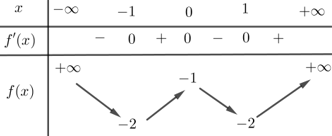 x −∞ −1 0 1 +∞
f′(x) − 0 + 0 − 0 +
+∞ −1 +∞
f(x)
−2 −2